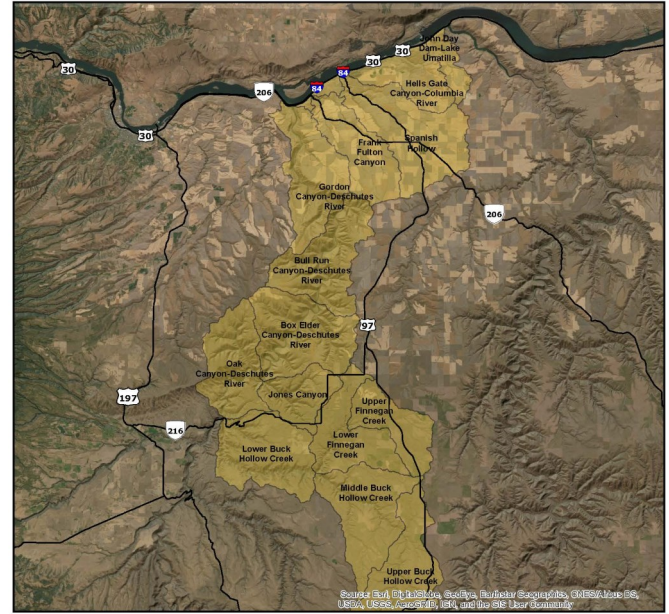 John Day
Dam-Lake
Umatilla
30
30
84
30
206
84
Hells Gate
Canyon-Columbia
River
30
Frank
Fulton
Canyon
Spanish
Hollow
Gordon
Canyon-Deschutes
River
206
Bull Run
Canyon-Deschutes
River
97
Box Elder
Canyon-Deschutes
River
Oak
Canyon-Deschutes
River
197
Jones Canyon
Upper
Finnegan
Creek
216
Lower
Finnegan
Creek
Lower Buck
Hollow Creek
Middle Buck
Hollow Creek
Upper Buck
Hollow Creek
Source: Esri, DigitalGlobe, GeoEye, Earthstar Geographics, CNES/Airbus DS,
USDA, USGS, AeroGRID, IGN, and the GIS User Community